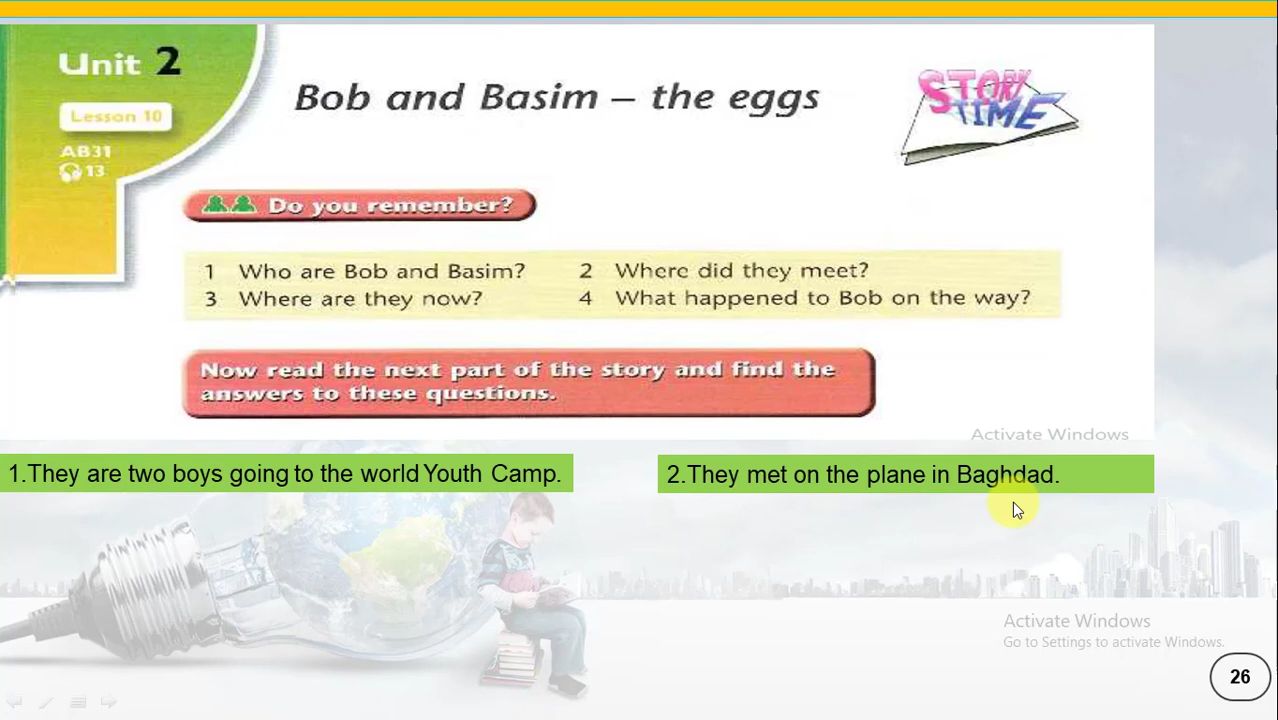 Unit 2
Lesson 10
AB31
13
Bob and Basim – the eggs
STORY
TIME
Do you remember?
1 Who are Bob and Basim? 2 Where did they meet?
3 Where are they now? 4 What happened to Bob on the way?
Now read the next part of the story and find the
answers to these questions.
Activate Windows
1.They are two boys going to the world Youth Camp.
2.They met on the plane in Baghdad.
Activate Windows
Go to Settings to activate Windows.
26